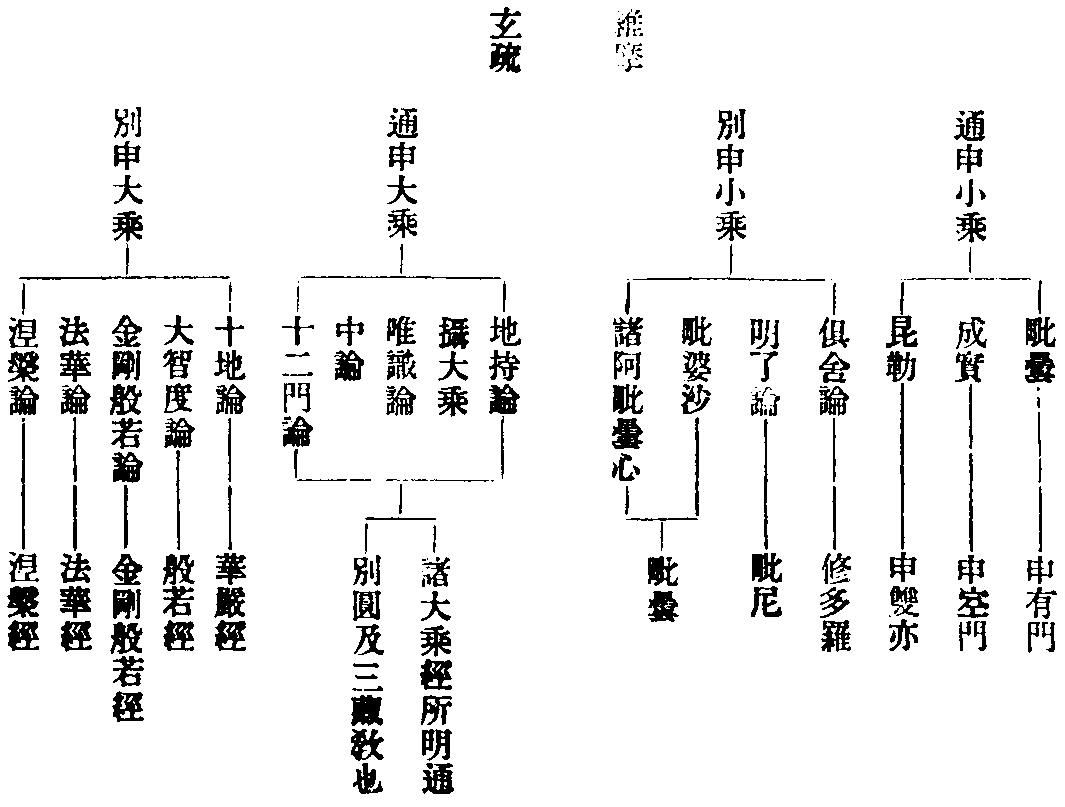 維摩
玄疏
通申小乘
毗曇
申有門
成實
申空門
昆勒
申雙亦
別申小乘
俱舍論
修多羅
明了論
毗尼
毗婆沙
諸阿毗曇心
毗曇
通申大乘
地持論
攝大乘
唯識論
中論
十二門論
諸大乘經所明通
別圓及三藏教也
別申大乘
十地論
華嚴經
大智度論
般若經
金剛般若論
金剛般若經
法華論
法華經
涅槃論
涅槃經